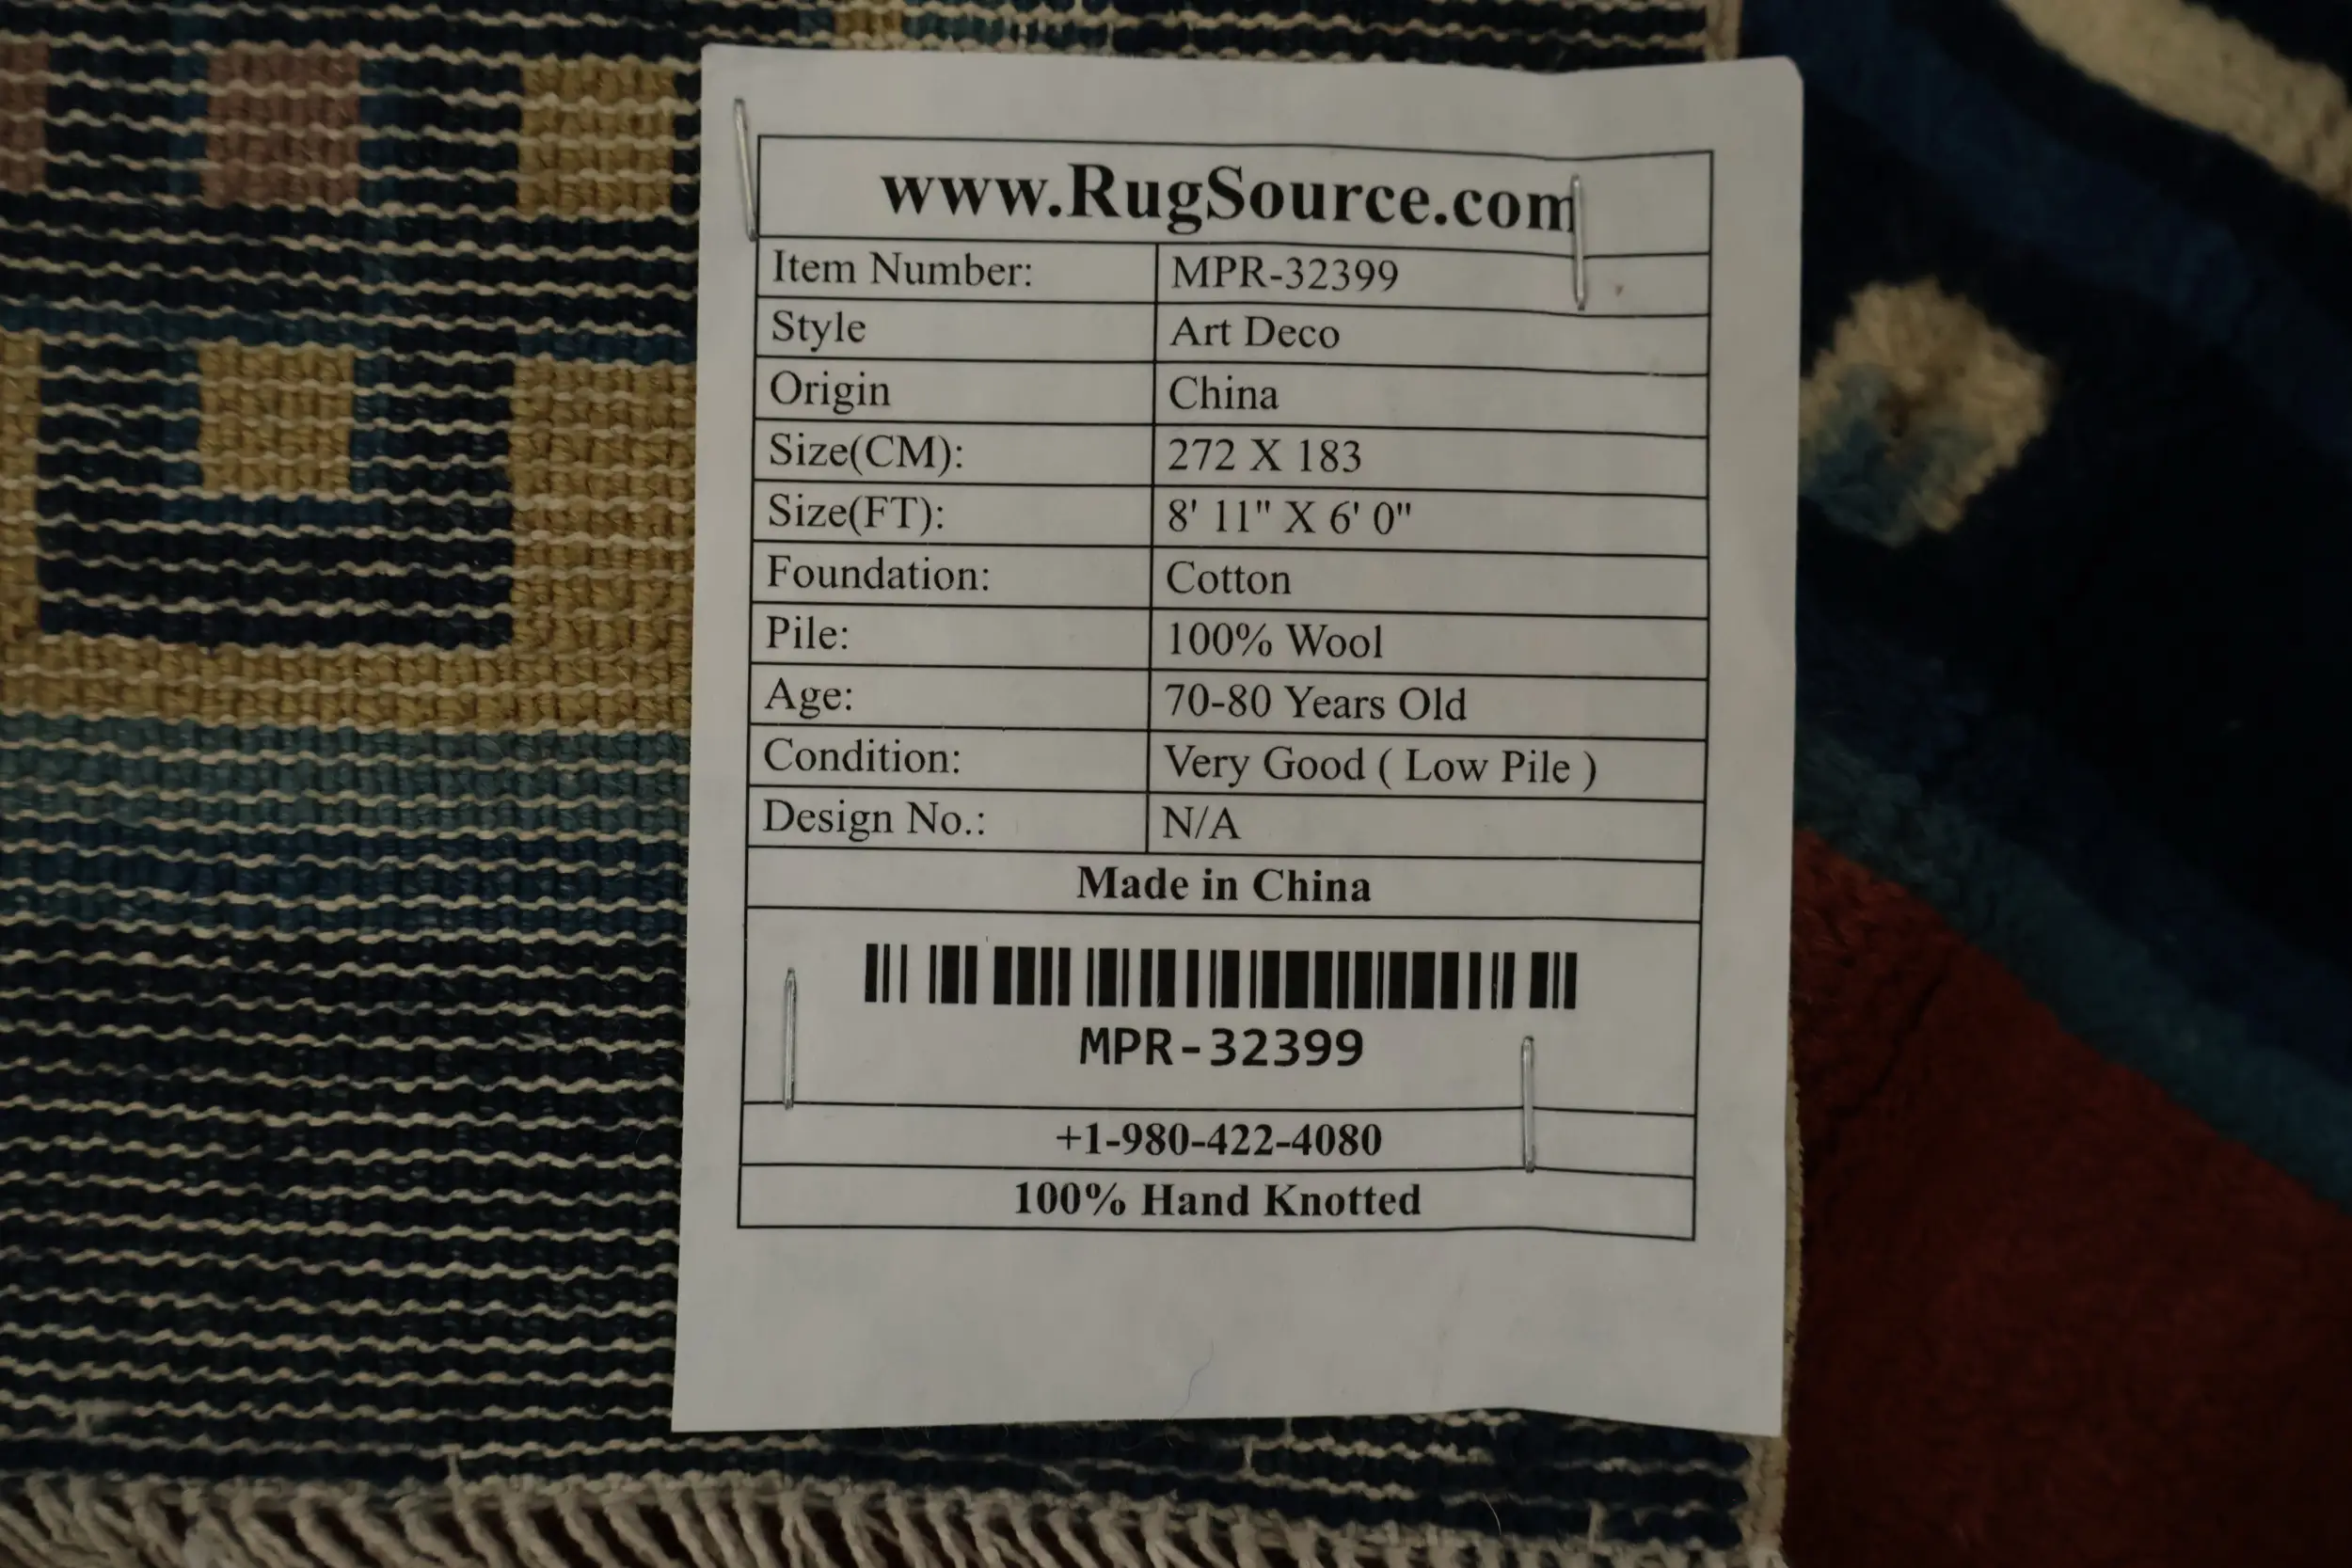 www.RugSource.com
Item Number: MPR-32399
Style Art Deco
Origin China
Size(CM): 272 X 183
Size(FT): 8' 11" X 6' 0"
Foundation: Cotton
Pile: 100% Wool
Age: 70-80 Years Old
Condition: Very Good ( Low Pile )
Design No.: N/A
Made in China
MPR-32399
+1-980-422-4080
100% Hand Knotted